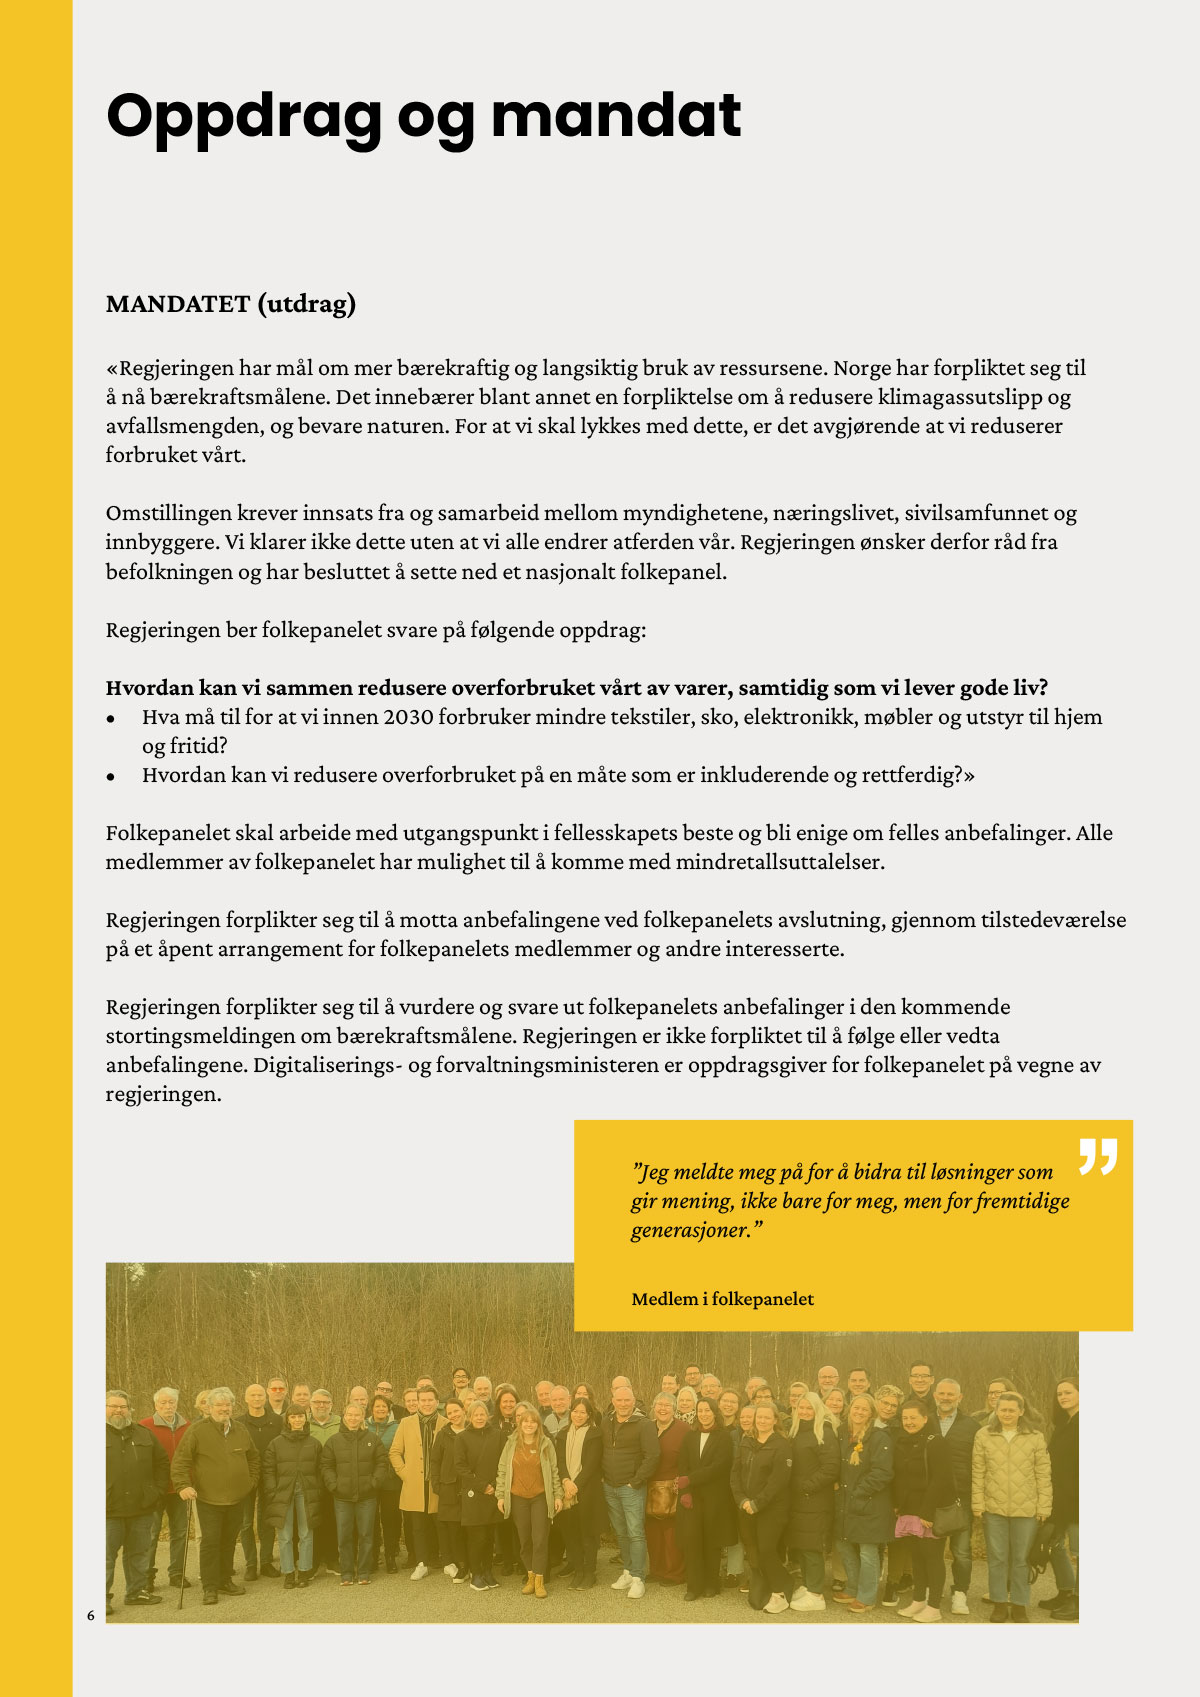 Oppdrag og mandat
MANDATET (utdrag)
«Regjeringen har mål om mer bærekraftig og langsiktig bruk av ressursene. Norge har forpliktet seg til
å nå bærekraftsmålene. Det innebærer blant annet en forpliktelse om å redusere klimagassutslipp og
avfallsmengden, og bevare naturen. For at vi skal lykkes med dette, er det avgjørende at vi reduserer
forbruket vårt.
Omstillingen krever innsats fra og samarbeid mellom myndighetene, næringslivet, sivilsamfunnet og
innbyggere. Vi klarer ikke dette uten at vi alle endrer atferden vår. Regjeringen ønsker derfor råd fra
befolkningen og har besluttet å sette ned et nasjonalt folkepanel.
Regjeringen ber folkepanelet svare på følgende oppdrag:
Hvordan kan vi sammen redusere overforbruket vårt av varer, samtidig som vi lever gode liv?
• Hva må til for at vi innen 2030 forbruker mindre tekstiler, sko, elektronikk, møbler og utstyr til hjem
og fritid?
• Hvordan kan vi redusere overforbruket på en måte som er inkluderende og rettferdig?»
Folkepanelet skal arbeide med utgangspunkt i fellesskapets beste og bli enige om felles anbefalinger. Alle
medlemmer av folkepanelet har mulighet til å komme med mindretallsuttalelser.
Regjeringen forplikter seg til å motta anbefalingene ved folkepanelets avslutning, gjennom tilstedeværelse
på et åpent arrangement for folkepanelets medlemmer og andre interesserte.
Regjeringen forplikter seg til å vurdere og svare ut folkepanelets anbefalinger i den kommende
stortingsmeldingen om bærekraftsmålene. Regjeringen er ikke forpliktet til å følge eller vedta
anbefalingene. Digitaliserings- og forvaltningsministeren er oppdragsgiver for folkepanelet på vegne av
regjeringen.
”Jeg meldte meg på for å bidra til løsninger som
gir mening, ikke bare for meg, men for fremtidige
generasjoner.”
Medlem i folkepanelet
6